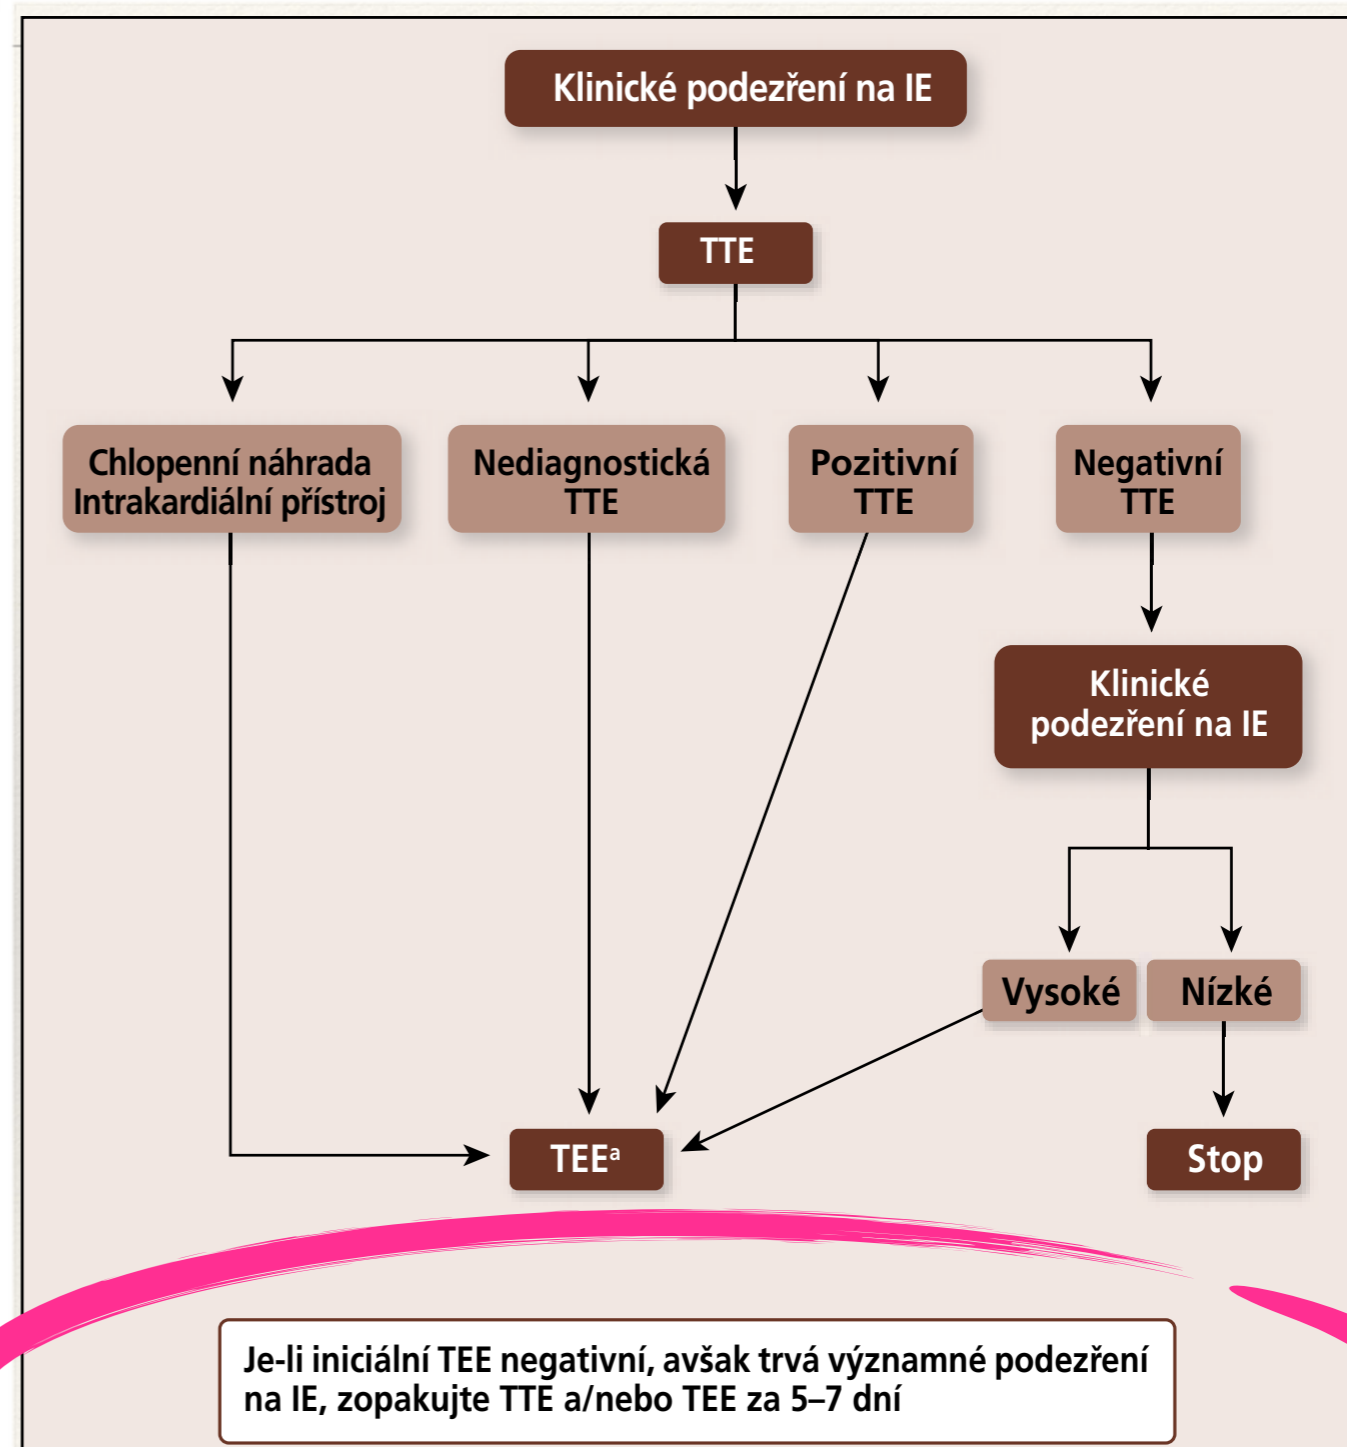 Klinické podezření na IE
TTE
Chlopenní náhrada
Intrakardiální přístroj
Nediagnostická
TTE
Pozitivní
TTE
Negativní
TTE
Klinické
podezření na IE
Vysoké
Nízké
TEEᵃ
Stop
Je-li iniciální TEE negativní, avšak trvá významné podezření
na IE, zopakujte TTE a/nebo TEE za 5–7 dní